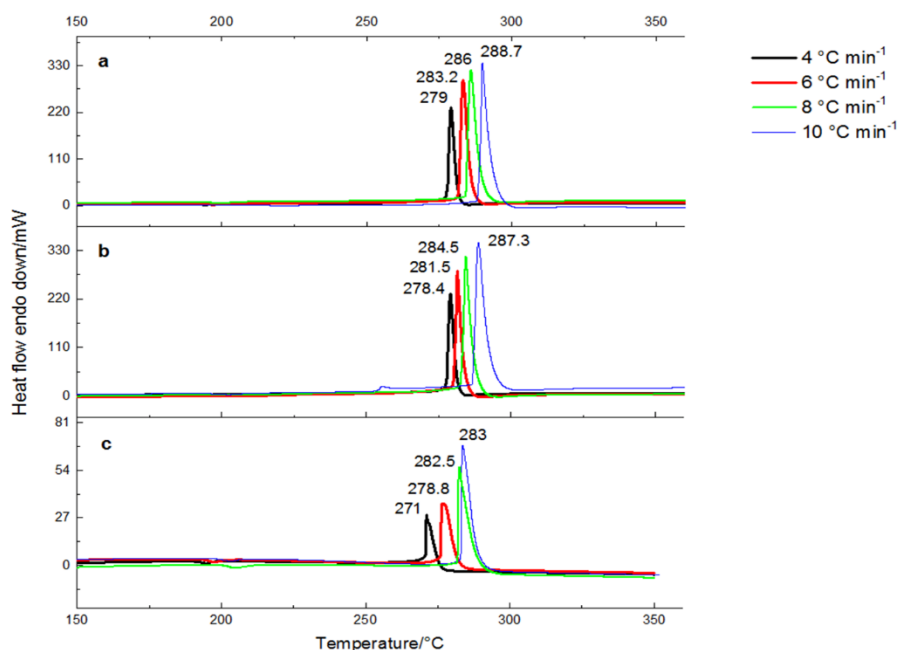 150 200 250 300 350
a
330
220
110
0
279
283.2
286
288.7
4 °C min-1
6 °C min-1
8 °C min-1
10 °C min-1
b
330
220
110
0
278.4
281.5
284.5
287.3
Heat flow endo down/mW
c
81
54
27
0
271
278.8
282.5
283
150 200 250 300 350
Temperature/°C